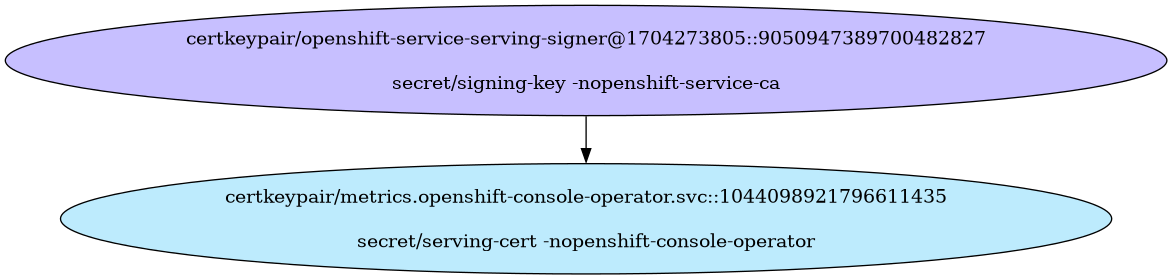 certkeypair/openshift-service-serving-signer@1704273805::9050947389700482827
secret/signing-key -nopenshift-service-ca
certkeypair/metrics.openshift-console-operator.svc::1044098921796611435
secret/serving-cert -nopenshift-console-operator